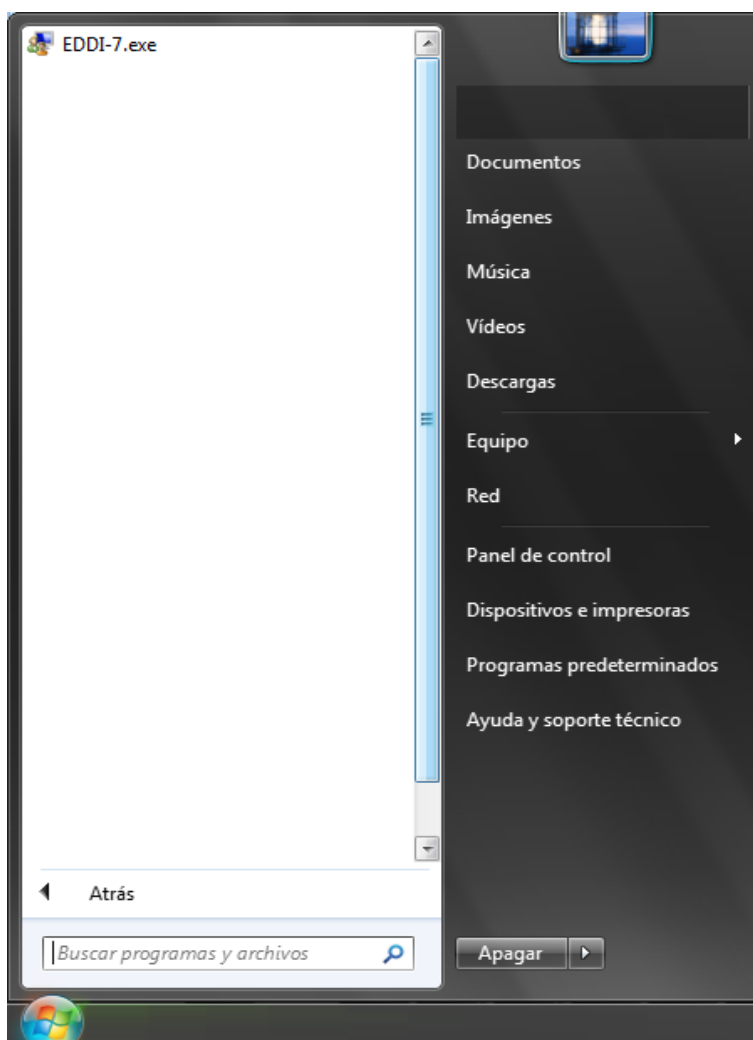 EDDI-7.exe
Documentos
Imágenes
Música
Vídeos
Descargas
Equipo
Red
Panel de control
Dispositivos e impresoras
Programas predeterminados
Ayuda y soporte técnico
Atrás
Buscar programas y archivos
Apagar